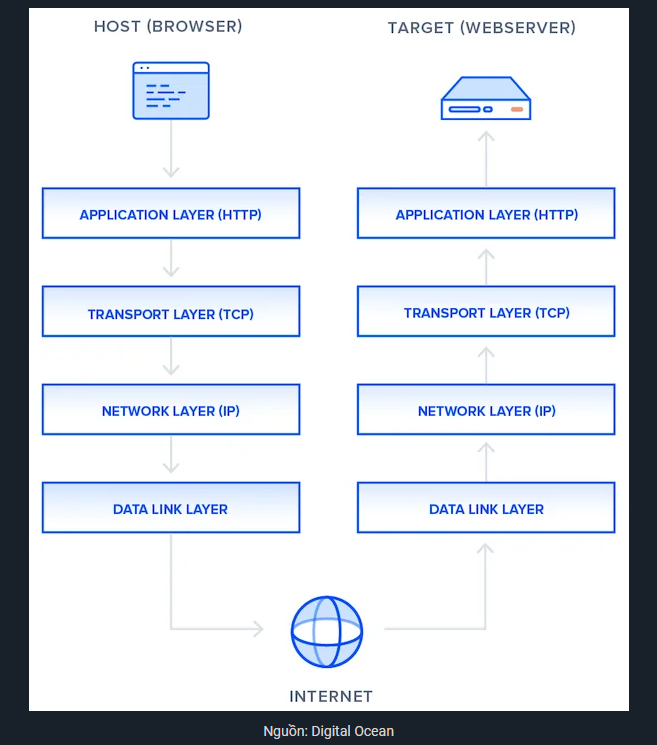 HOST (BROWSER)
TARGET (WEBSERVER)
APPLICATION LAYER (HTTP)
APPLICATION LAYER (HTTP)
TRANSPORT LAYER (TCP)
TRANSPORT LAYER (TCP)
NETWORK LAYER (IP)
NETWORK LAYER (IP)
DATA LINK LAYER
DATA LINK LAYER
INTERNET
Nguồn: Digital Ocean